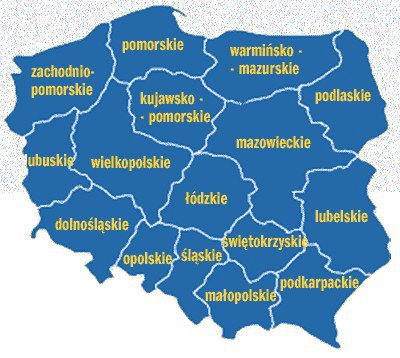 pomorskie
warmińsko -
- mazurskie
zachodnio-
pomorskie
podlaskie
kujawsko -
- pomorskie
mazowieckie
lubuskie
wielkopolskie
łódzkie
lubelskie
dolnośląskie
świętokrzyskie
opolskie
śląskie
podkarpackie
małopolskie